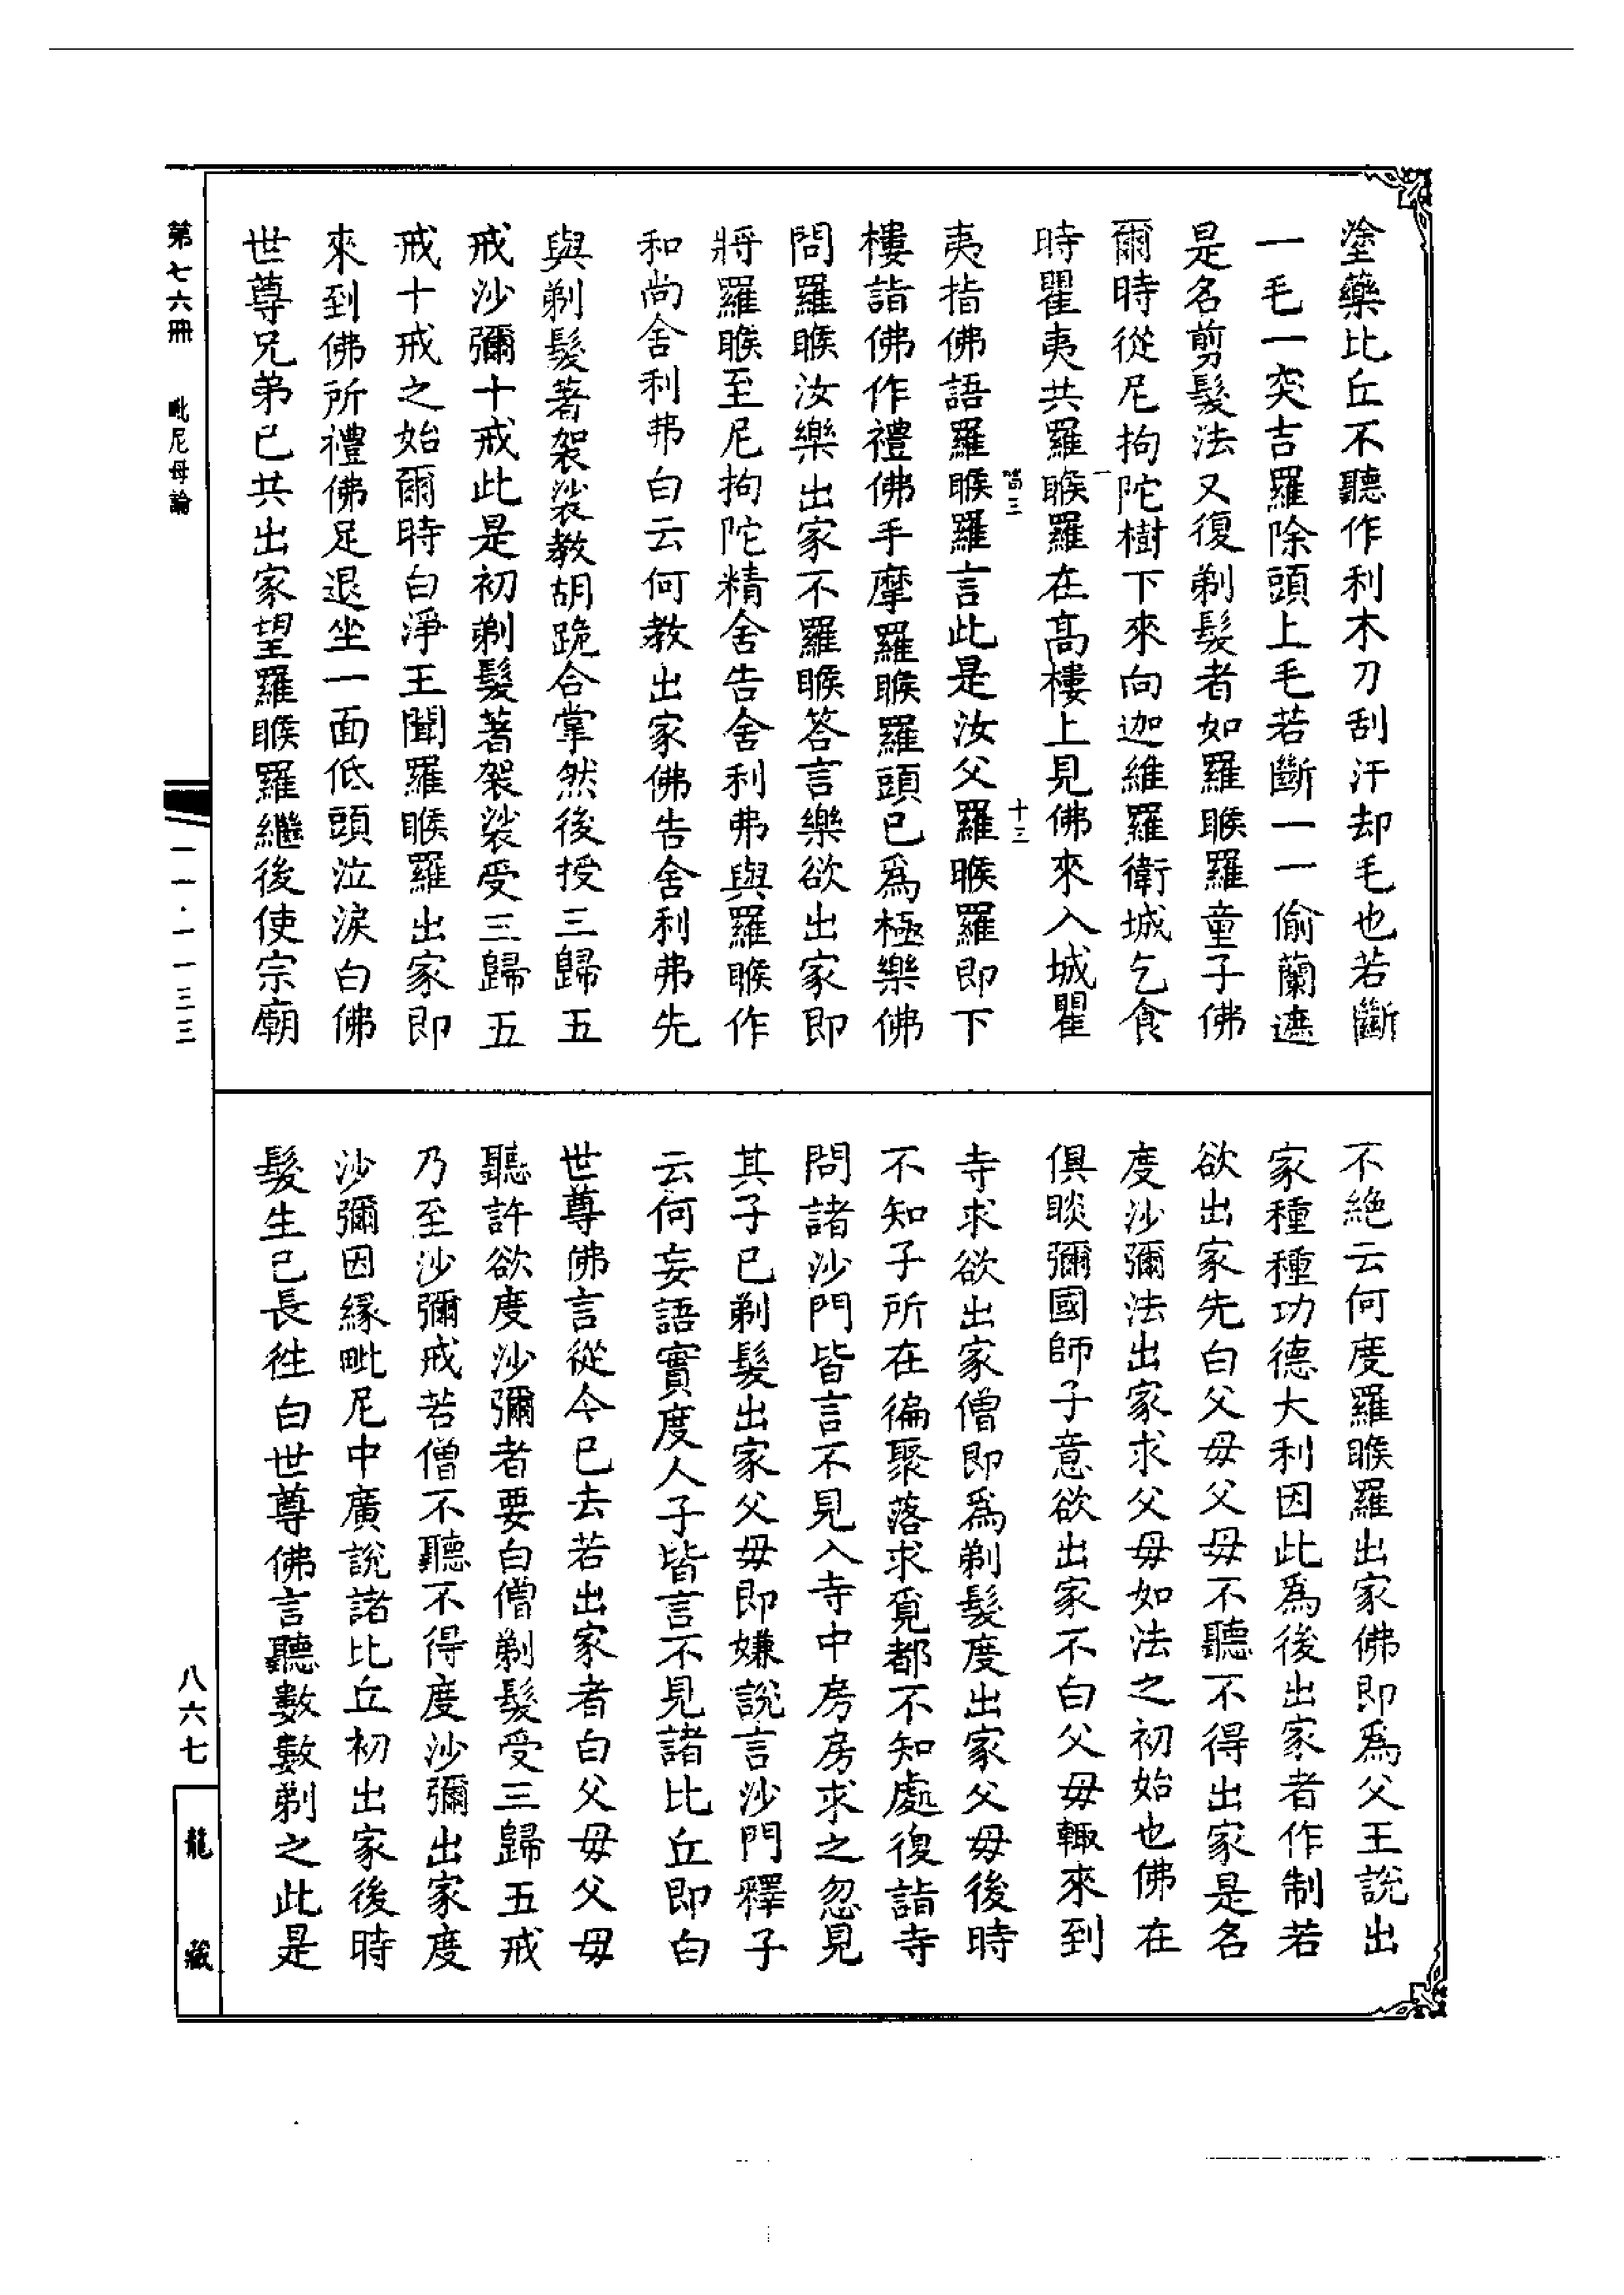 塗藥比丘不聽作利木刀刮汗却毛也若斷
一毛一突吉羅除頭上毛若斷一一偷蘭遮
是名剪髮法又復剃髮者如羅睺羅童子佛
爾時從尼拘陀樹下來向迦維羅衛城乞食
時瞿夷共羅睺羅在高樓上見佛來入城瞿
夷指佛語羅睺羅言此是汝父羅睺羅即下
樓詣佛作禮佛手摩羅睺羅頭已為極樂佛
問羅睺汝樂出家不羅睺答言樂欲出家即
將羅睺至尼拘陀精舍告舍利弗與羅睺作
和尚舍利弗白云何教出家佛告舍利弗先
與剃髮著袈裟教胡跪合掌然後授三歸五
戒沙彌十戒此是初剃髮著袈裟受三歸五
戒十戒之始爾時白淨王聞羅睺羅出家即
來到佛所禮佛足退坐一面低頭泣淚白佛
世尊兄弟已共出家望羅睺羅繼後使宗廟
不絕云何度羅睺羅出家佛即為父王說出
家種種功德大利因此為後出家者作制若
欲出家先白父母父母不聽不得出家是名
度沙彌法出家求父母如法之初始也佛在
俱睒彌國師子意欲出家不白父母輙來到
寺求欲出家僧即為剃髮度出家父母後時
不知子所在徧聚落求覓都不知處復詣寺
問諸沙門皆言不見入寺中房房求之忽見
其子已剃髮出家父母即嫌說言沙門釋子
云何妄語實度人子皆言不見諸比丘即白
世尊佛言從今已去若出家者白父母父母
聽許欲度沙彌者要白僧剃髮受三歸五戒
乃至沙彌戒若僧不聽不得度沙彌出家度
沙彌因緣毗尼中廣說諸比丘初出家後時
髮生已長往白世尊佛言聽數數剃之此是
第七六冊 毗尼母論
一一·一一三三
八六七
龍藏
一
三
十三